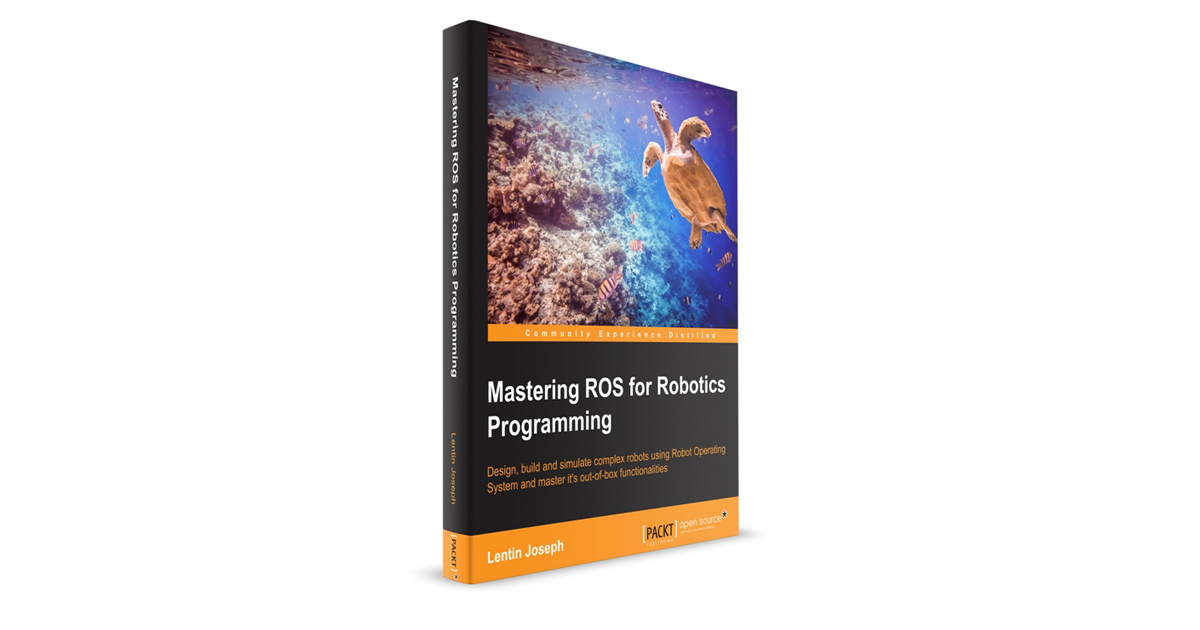 Mastering ROS for Robotics Programming
Lentin Joseph
[PACKT]
Community Experience Distilled
Mastering ROS for Robotics
Programming
Design, build and simulate complex robots using Robot Operating
System and master it's out-of-box functionalities
Lentin Joseph
[PACKT] open source*
PUBLISHING